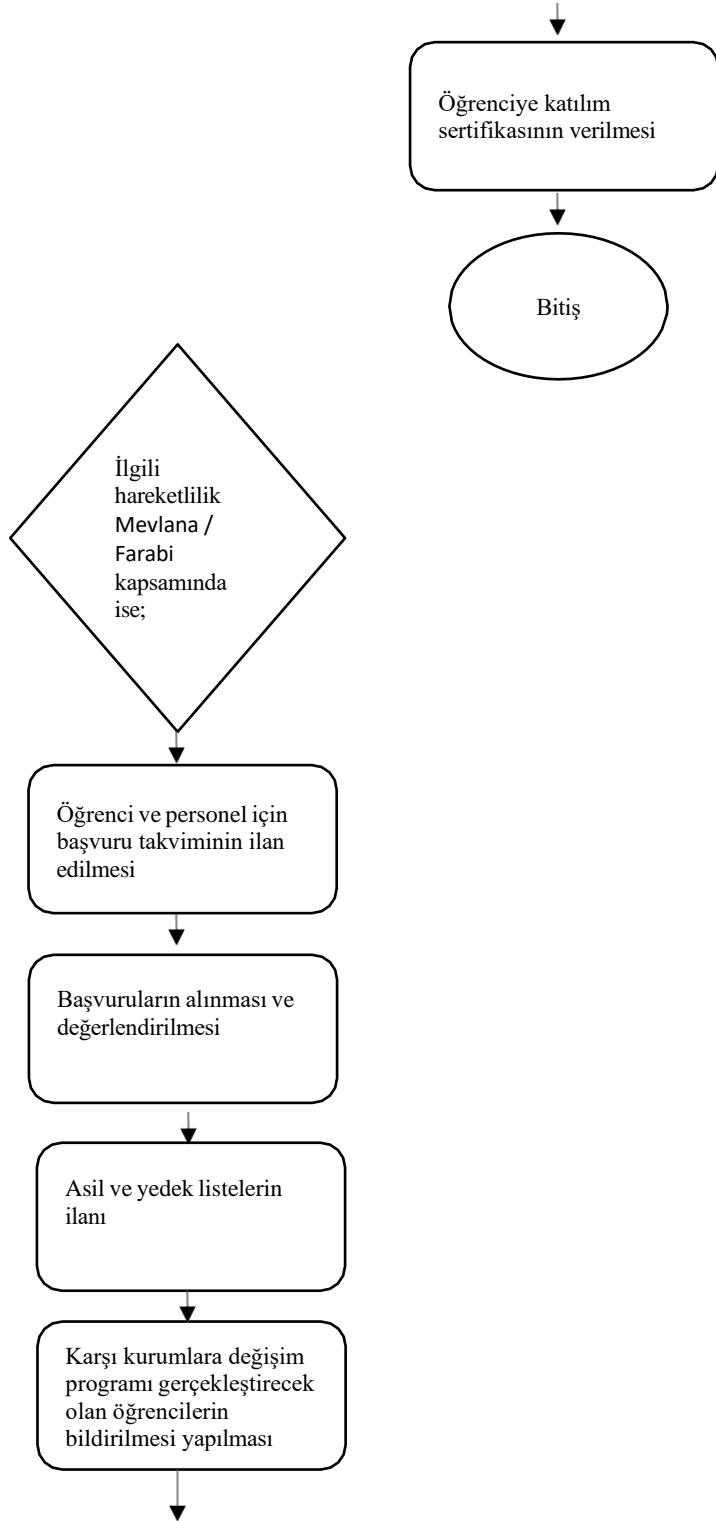 Öğrenciye katılım
sertifikasının verilmesi
Bitiş
İlgili
hareketlilik
Mevlana /
Farabi
kapsamında
ise;
Öğrenci ve personel için
başvuru takviminin ilan
edilmesi
Başvuruların alınması ve
değerlendirilmesi
Asil ve yedek listelerin
ilanı
Karşı kurumlara değişim
programı gerçekleştirecek
olan öğrencilerin
bildirilmesi yapılması